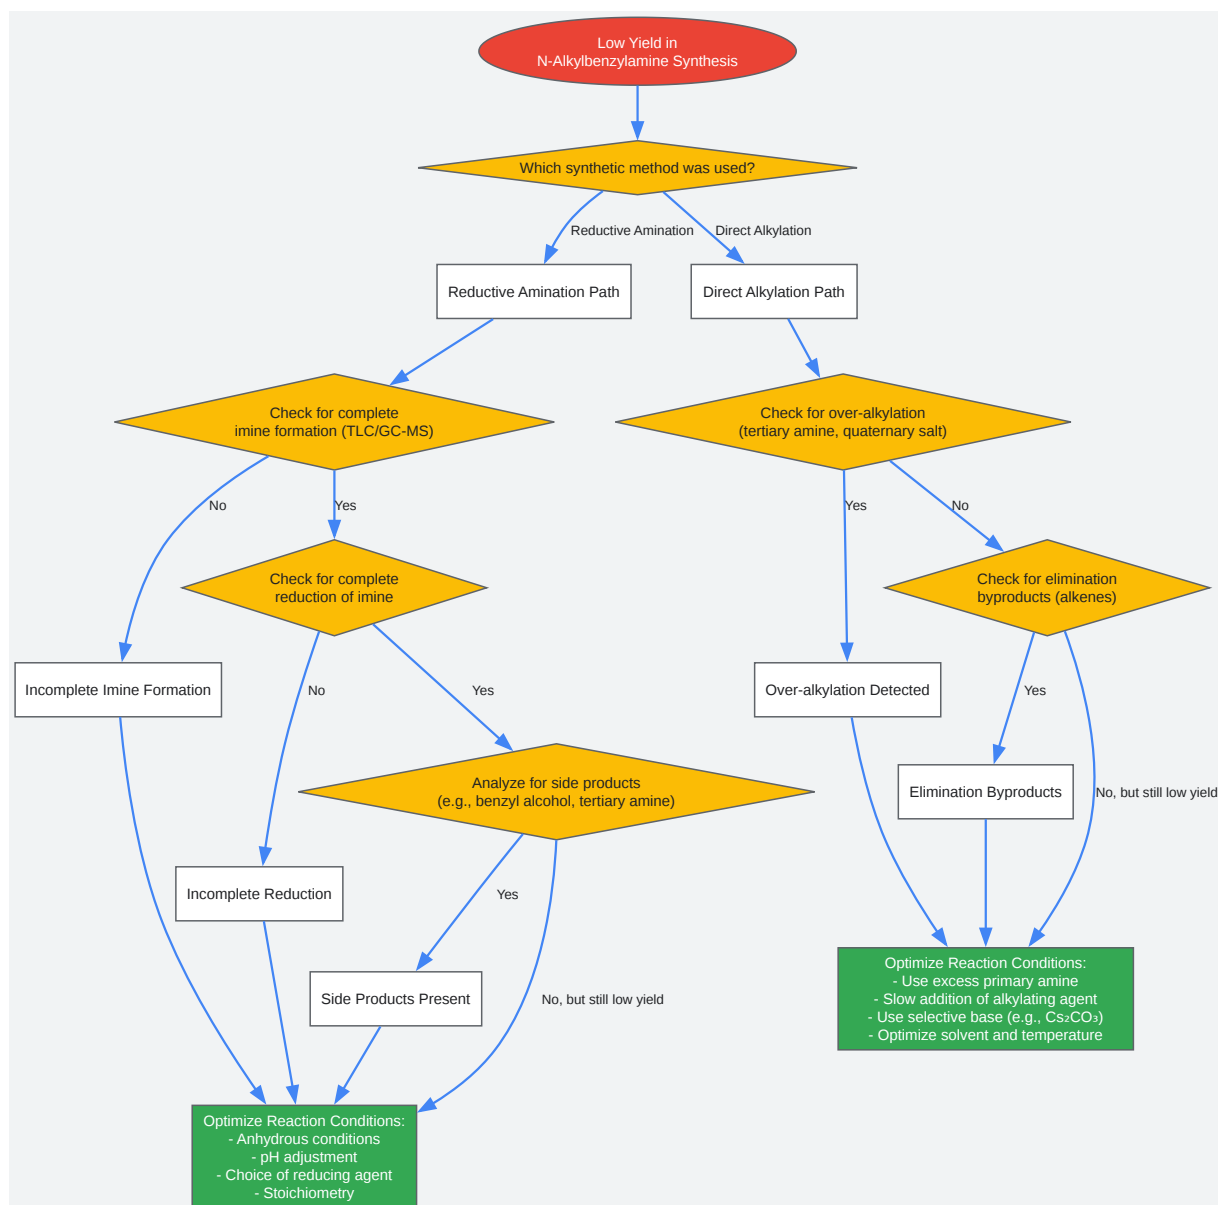 Low Yield in
N-Alkylbenzylamine Synthesis
Which synthetic method was used?
Reductive Amination
Direct Alkylation
Reductive Amination Path
Direct Alkylation Path
Check for complete
imine formation (TLC/GC-MS)
Check for over-alkylation
(tertiary amine, quaternary salt)
No
Yes
Yes
No
Check for complete
reduction of imine
Check for elimination
byproducts (alkenes)
Incomplete Imine Formation
No
Yes
Over-alkylation Detected
Yes
Analyze for side products
(e.g., benzyl alcohol, tertiary amine)
Elimination Byproducts
No, but still low yield
Incomplete Reduction
Yes
Side Products Present
No, but still low yield
Optimize Reaction Conditions:
- Use excess primary amine
- Slow addition of alkylating agent
- Use selective base (e.g., Cs₂CO₃)
- Optimize solvent and temperature
Optimize Reaction Conditions:
- Anhydrous conditions
- pH adjustment
- Choice of reducing agent
- Stoichiometry